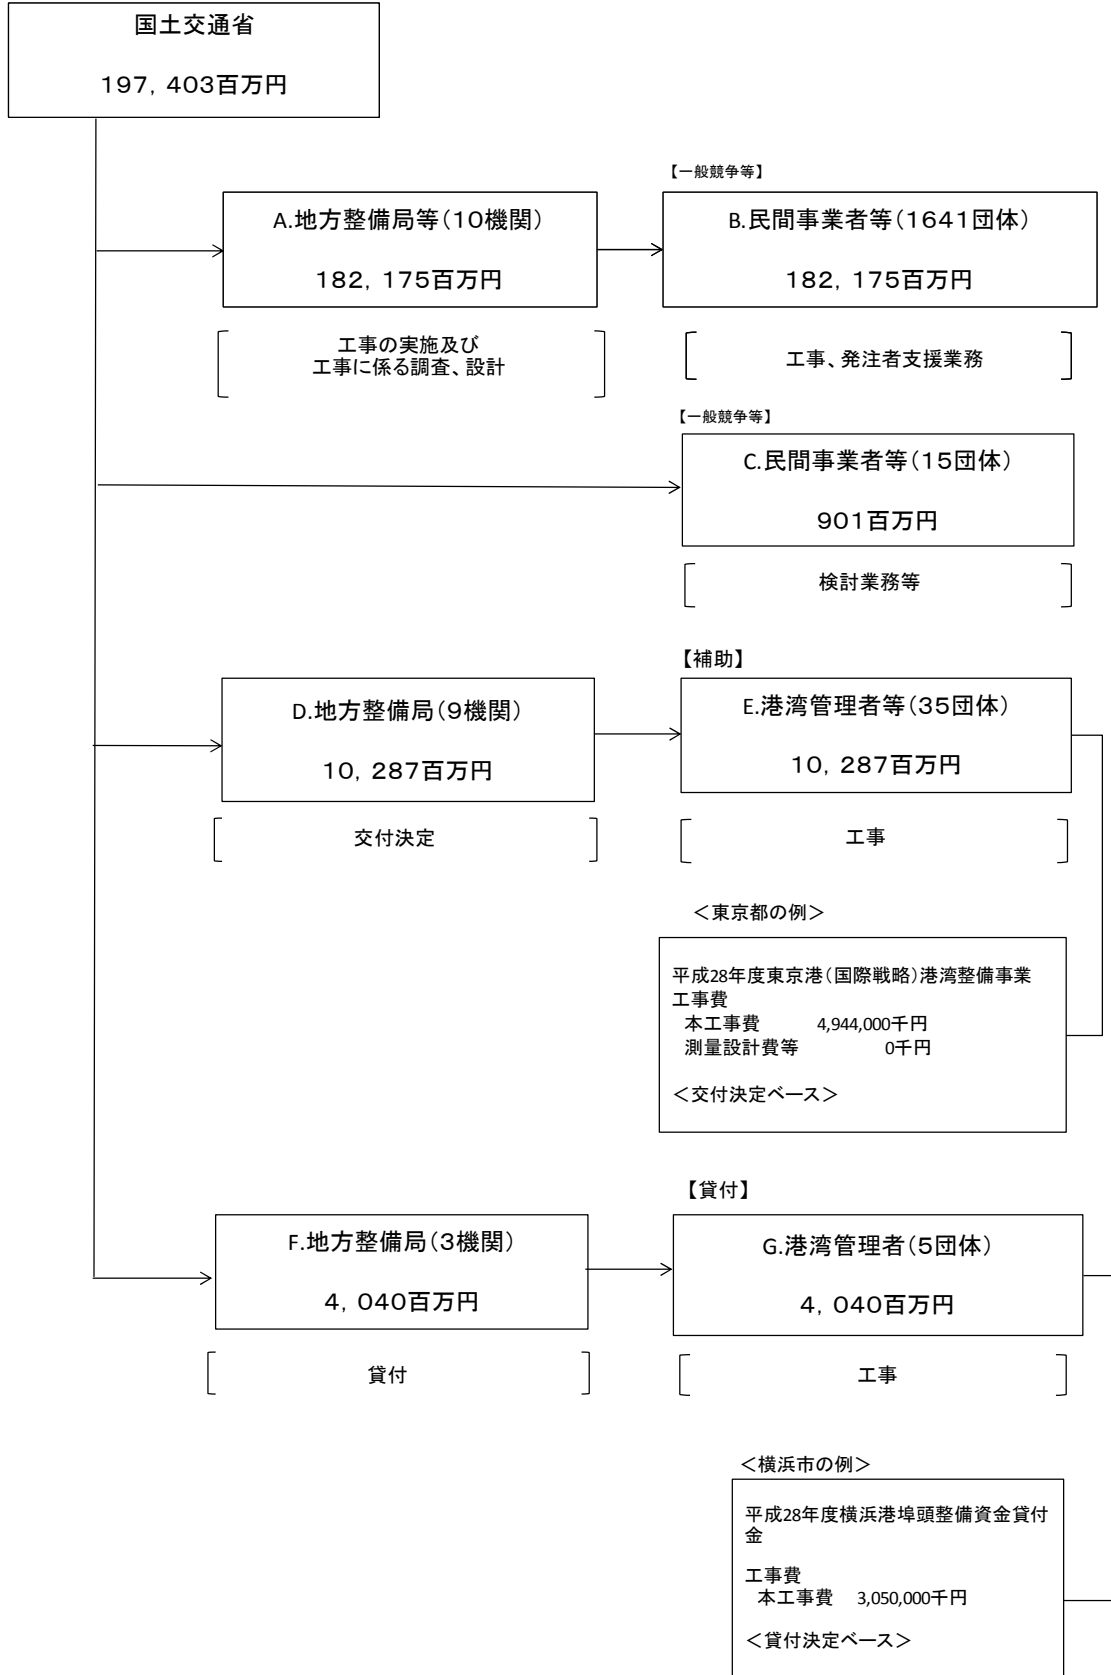 国土交通省
197，403百万円
【一般競争等】
A.地方整備局等（10機関）
B.民間事業者等（1641団体）
182，175百万円
182，175百万円
工事の実施及び
工事に係る調査、設計
工事、発注者支援業務
【一般競争等】
C.民間事業者等（15団体）
901百万円
検討業務等
【補助】
D.地方整備局（9機関）
E.港湾管理者等（35団体）
10，287百万円
10，287百万円
交付決定
工事
＜東京都の例＞
平成28年度東京港（国際戦略）港湾整備事業
工事費
本工事費 4,944,000千円
測量設計費等 0千円
＜交付決定ベース＞
【貸付】
F.地方整備局（3機関）
G.港湾管理者（5団体）
4，040百万円
4，040百万円
貸付
工事
＜横浜市の例＞
平成28年度横浜港埠頭整備資金貸付
金
工事費
本工事費 3,050,000千円
＜貸付決定ベース＞